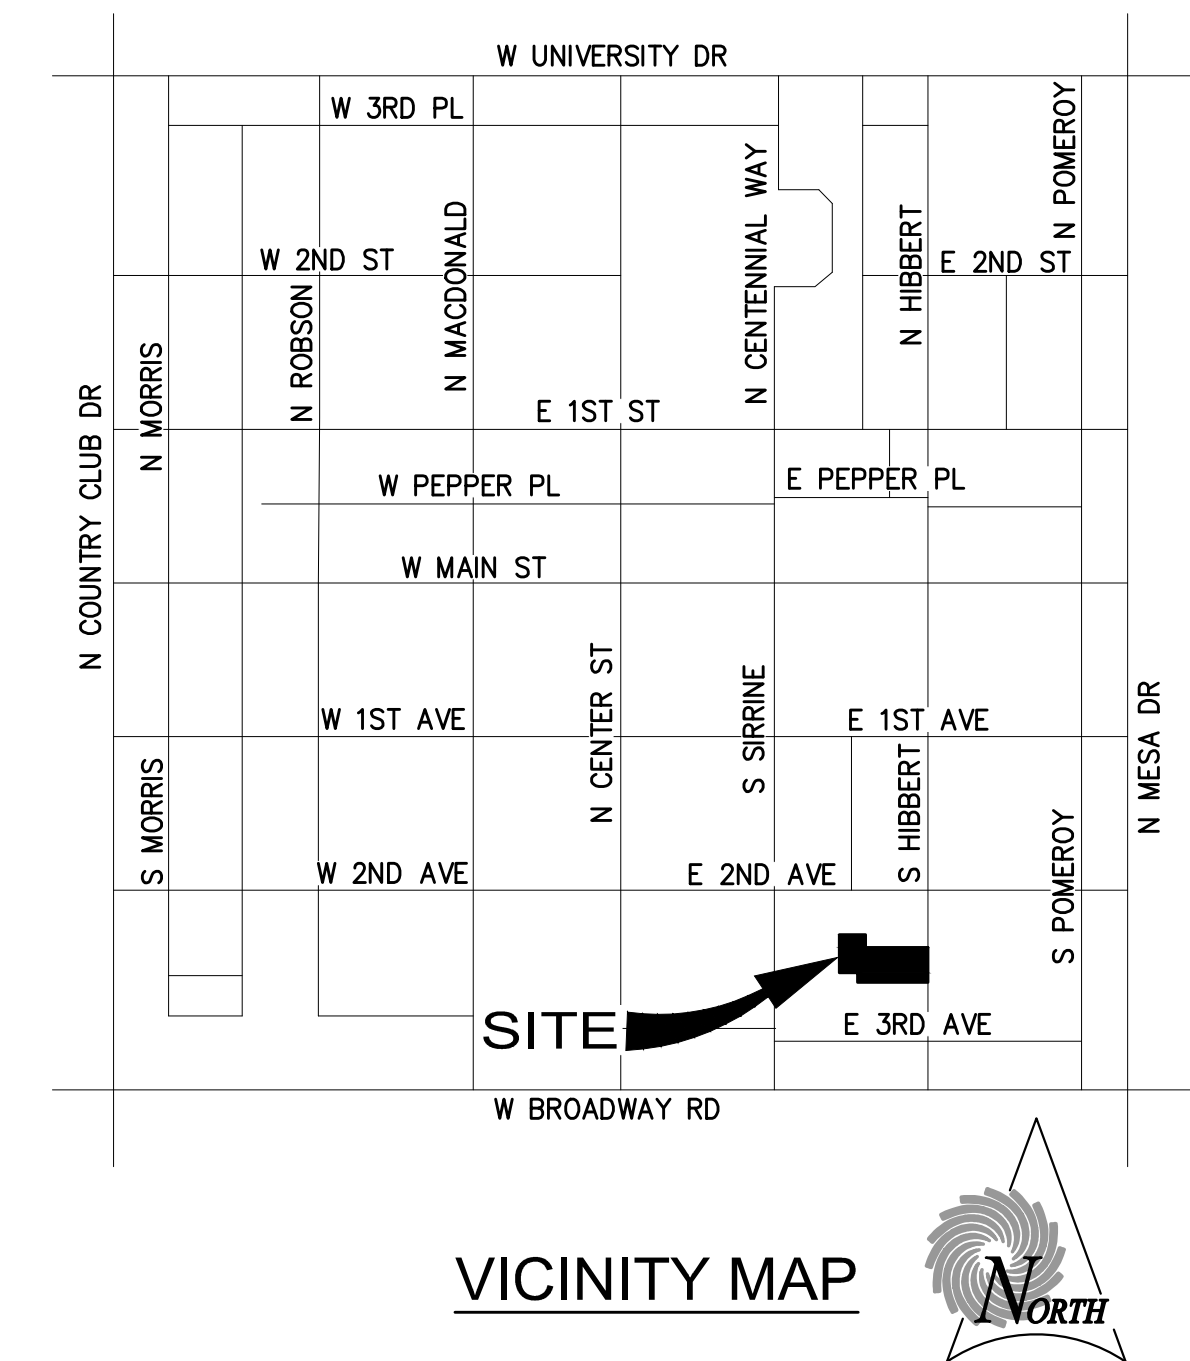 W UNIVERSITY DR
W 3RD PL
N POMEROY
N CENTENNIAL WAY
N MACDONALD
N HIBBERT
W 2ND ST
E 2ND ST
N ROBSON
N MORRIS
N COUNTRY CLUB DR
E 1ST ST
W PEPPER PL
E PEPPER PL
W MAIN ST
N CENTER ST
S SIRRINE
N MESA DR
W 1ST AVE
E 1ST AVE
S MORRIS
S HIBBERT
S POMEROY
W 2ND AVE
E 2ND AVE
SITE
E 3RD AVE
W BROADWAY RD
VICINITY MAP
NORTH